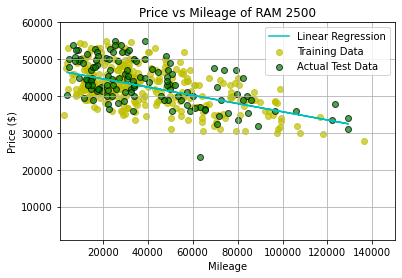 Price vs Mileage of RAM 2500
60000
50000
40000
30000
20000
10000
Price ($)
Linear Regression
Training Data
Actual Test Data
20000 40000 60000 80000 100000 120000 140000
Mileage